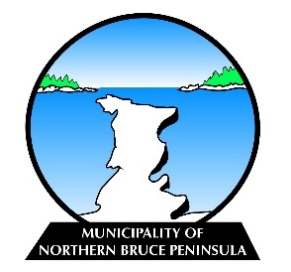 MUNICIPALITY OF
NORTHERN BRUCE PENINSULA